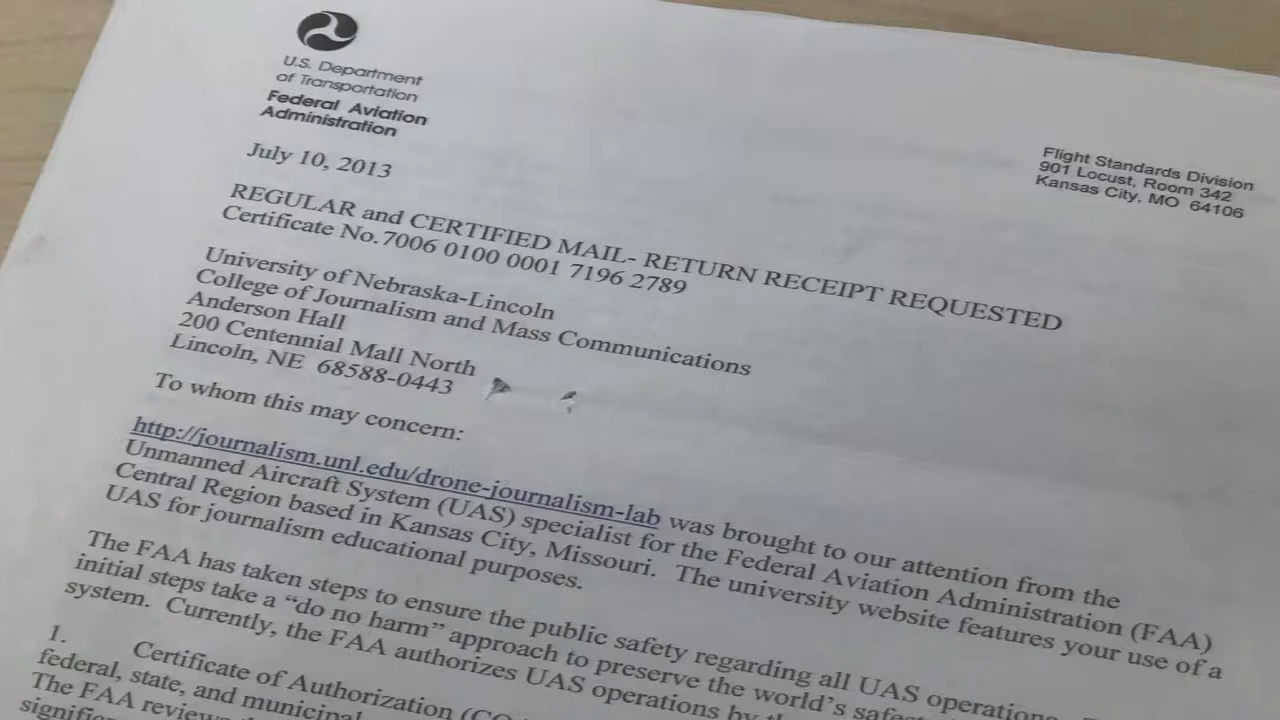 U.S. Department
of Transportation
Federal Aviation
Administration
Flight Standards Division
901 Locust, Room 342
Kansas City, MO 64106
July 10, 2013
REGULAR and CERTIFIED MAIL- RETURN RECEIPT REQUESTED
Certificate No. 7006 0100 0001 7196 2789
University of Nebraska-Lincoln
College of Journalism and Mass Communications
Anderson Hall
200 Centennial Mall North
Lincoln, NE 68588-0443
To whom this may concern:
http://journalism.unl.edu/drone-journalism-lab was brought to our attention from the
Unmanned Aircraft System (UAS) specialist for the Federal Aviation Administration (FAA)
Central Region based in Kansas City, Missouri. The university website features your use of a
UAS for journalism educational purposes.
The FAA has taken steps to ensure the public safety regarding all UAS operations.
initial steps take a “do no harm” approach to preserve the world's safest
system. Currently, the FAA authorizes UAS operations by
1. Certificate of Authorization
federal, state, and municipal
The FAA reviews